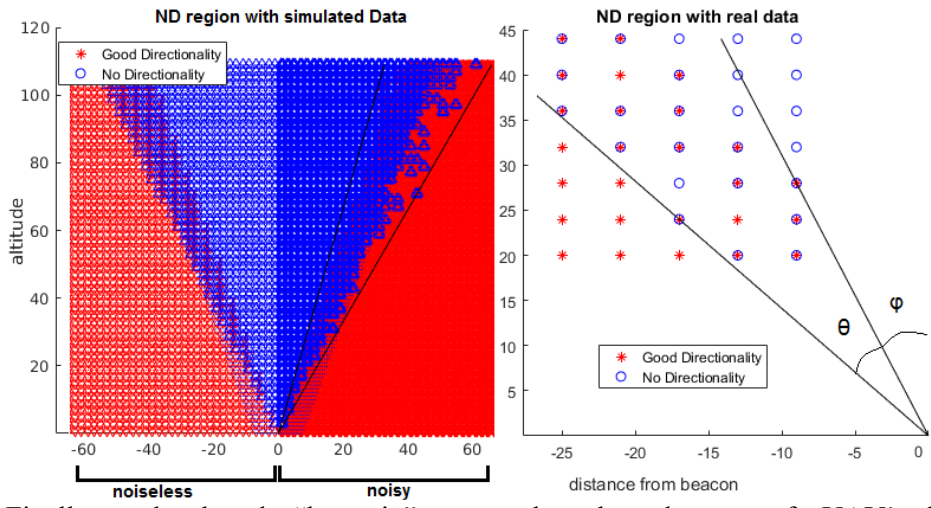 ND region with simulated Data
120
100
80
60
40
20
altitude
Good Directionality
No Directionality
-60 -40 -20 0 20 40 60
noiseless noisy
ND region with real data
45
40
35
30
25
20
15
10
5
φ
θ
Good Directionality
No Directionality
-25 -20 -15 -10 -5 0
distance from beacon